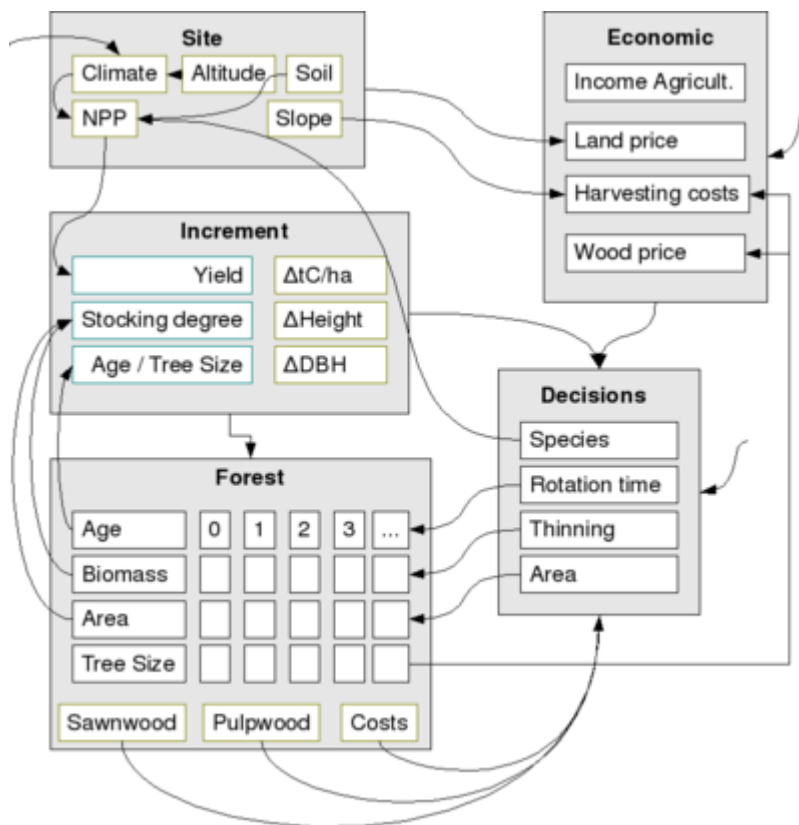 Site
Climate
Altitude
Soil
NPP
Slope
Economic
Income Agricult.
Land price
Harvesting costs
Wood price
Increment
Yield
ΔtC/ha
Stocking degree
ΔHeight
Age / Tree Size
ΔDBH
Decisions
Species
Rotation time
Thinning
Area
Forest
Age 0 1 2 3 ...
Biomass
Area
Tree Size
Sawnwood
Pulpwood
Costs